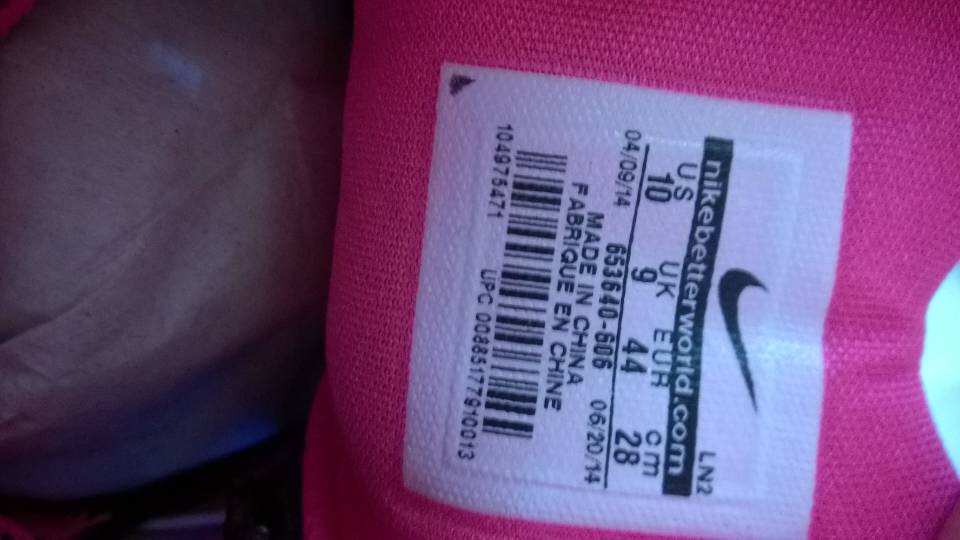 LN2
nikebetterworld.com
US UK EUR cm
10 9 44 28
04/09/14 653640-606 06/20/14
MADE IN CHINA
FABRIQUE EN CHINE
104975471 UPC 00885177910013